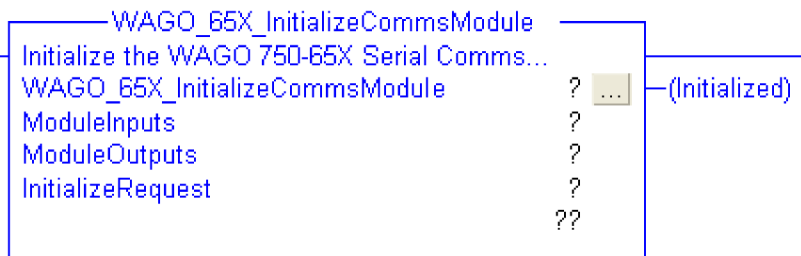 WAGO_65X_InitializeCommsModule
Initialize the WAGO 750-65X Serial Comms...
WAGO_65X_InitializeCommsModule ? ... (Initialized)
ModuleInputs ?
ModuleOutputs ?
InitializeRequest ?
??